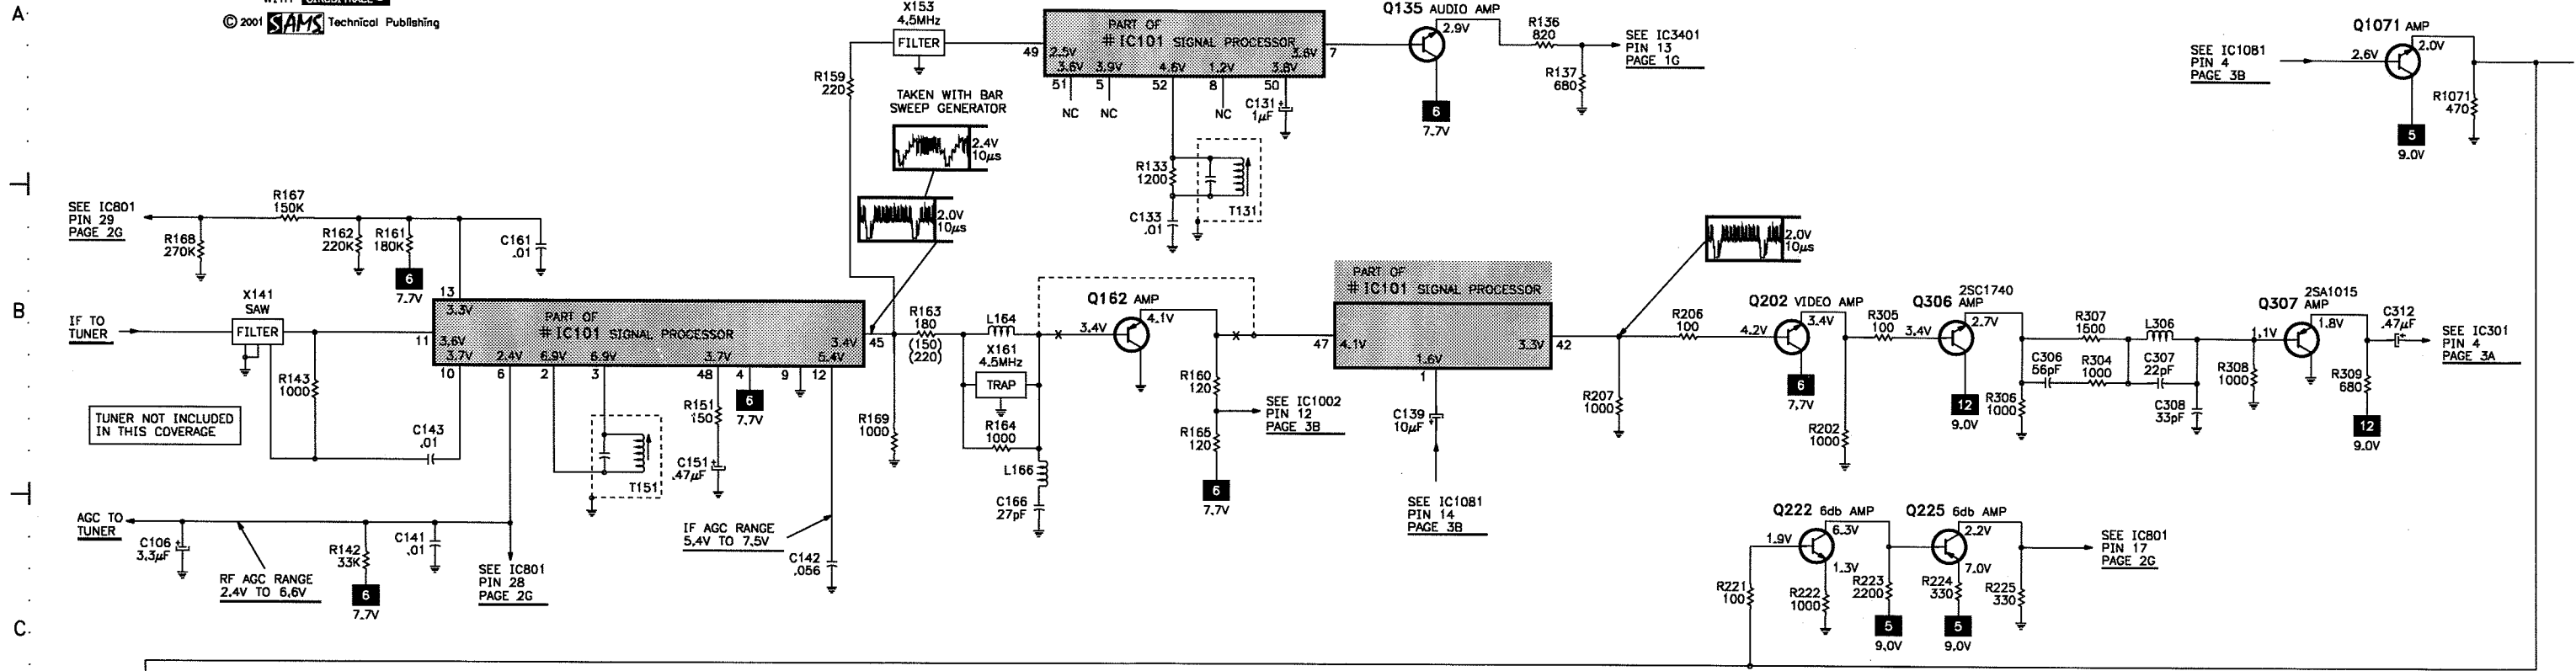 A
© 2001 SAMS Technical Publishing
X153
4.5MHz
FILTER
R159
220
TAKEN WITH BAR
SWEEP GENERATOR
2.4V
10µs
2.0V
10µs
PART OF
# IC101 SIGNAL PROCESSOR
49
2.5V
3.6V
3.9V
4.6V
1.2V
3.8V
3.6V
7
51
5
52
8
50
NC
NC
NC
C131
1µF
R133
1200
C133
.01
T131
Q135 AUDIO AMP
2.9V
6
7.7V
R136
820
R137
680
SEE IC3401
PIN 13
PAGE 1G
SEE IC1081
PIN 4
PAGE 3B
Q1071 AMP
2.6V
2.0V
5
9.0V
R1071
470
SEE IC801
PIN 29
PAGE 2G
R167
150K
R168
270K
R162
220K
R161
180K
6
7.7V
C161
.01
B
IF TO
TUNER
X141
SAW
FILTER
R143
1000
C143
.01
TUNER NOT INCLUDED
IN THIS COVERAGE
13
3.3V
PART OF
# IC101 SIGNAL PROCESSOR
11
3.6V
3.7V
2.4V
6.9V
6.9V
3.7V
3.4V
5.4V
45
10
6
2
3
48
4
9
12
6
7.7V
R151
150
C151
.47µF
T151
R163
180
(150)
(220)
R169
1000
L164
X161
4.5MHz
TRAP
R164
1000
L166
C166
27pF
Q162 AMP
3.4V
4.1V
R160
120
R165
120
6
7.7V
SEE IC1002
PIN 12
PAGE 3B
PART OF
# IC101 SIGNAL PROCESSOR
47
4.1V
1.6V
3.3V
42
1
C139
10µF
SEE IC1081
PIN 14
PAGE 3B
2.0V
10µs
R206
100
R207
1000
Q202 VIDEO AMP
4.2V
3.4V
6
7.7V
R202
1000
R305
100
Q306
2SC1740
AMP
3.4V
2.7V
12
9.0V
R306
1000
R307
1500
L306
C306
56pF
R304
1000
C307
22pF
C308
33pF
R308
1000
Q307
2SA1015
AMP
1.1V
1.8V
R309
680
12
9.0V
C312
.47µF
SEE IC301
PIN 4
PAGE 3A
AGC TO
TUNER
C106
3.3µF
RF AGC RANGE
2.4V TO 6.6V
R142
33K
6
7.7V
C141
.01
SEE IC801
PIN 28
PAGE 2G
IF AGC RANGE
5.4V TO 7.5V
C142
.056
Q222 6db AMP
1.9V
6.3V
1.3V
R221
100
R222
1000
R223
2200
5
9.0V
Q225 6db AMP
2.2V
7.0V
R224
330
5
9.0V
R225
330
SEE IC801
PIN 17
PAGE 2G
C